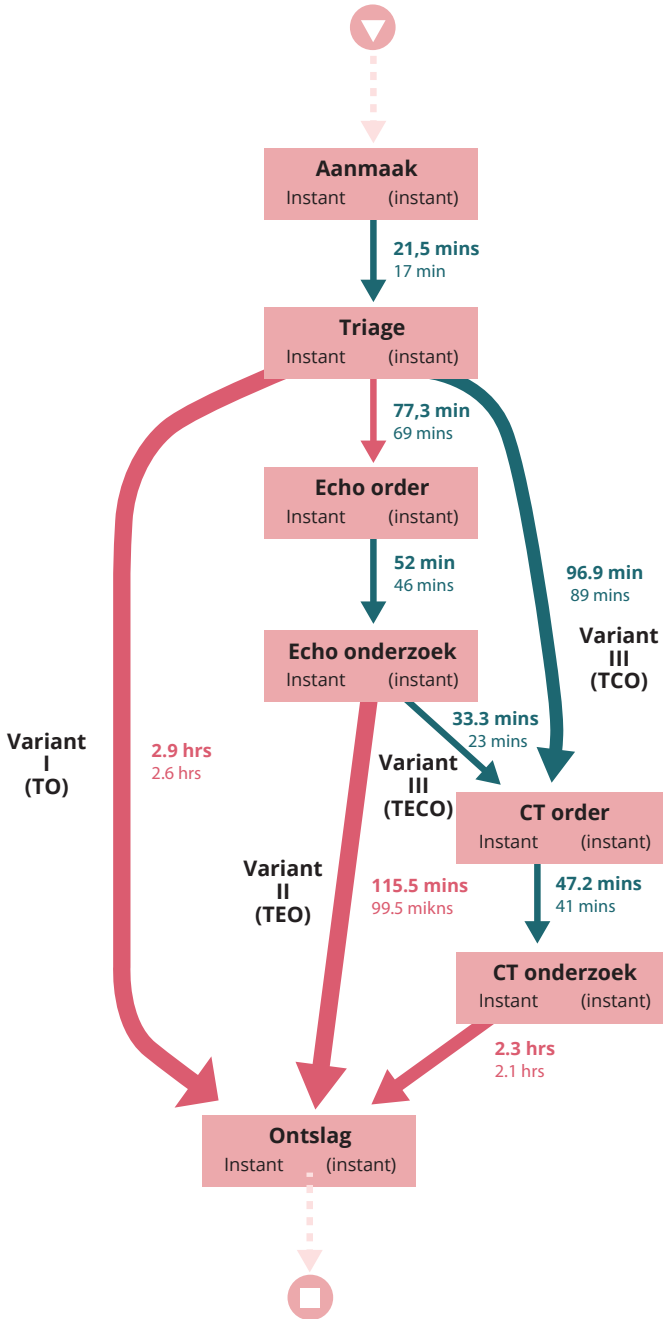 Aanmaak
Instant (instant)
21,5 mins
17 min
Triage
Instant (instant)
77,3 min
69 mins
Echo order
Instant (instant)
52 min
46 mins
96.9 min
89 mins
Variant
III
(TCO)
Echo onderzoek
Instant (instant)
33.3 mins
23 mins
Variant
I
(TO)
2.9 hrs
2.6 hrs
Variant
III
(TECO)
CT order
Instant (instant)
Variant
II
(TEO)
115.5 mins
99.5 mikns
47.2 mins
41 mins
CT onderzoek
Instant (instant)
2.3 hrs
2.1 hrs
Ontslag
Instant (instant)